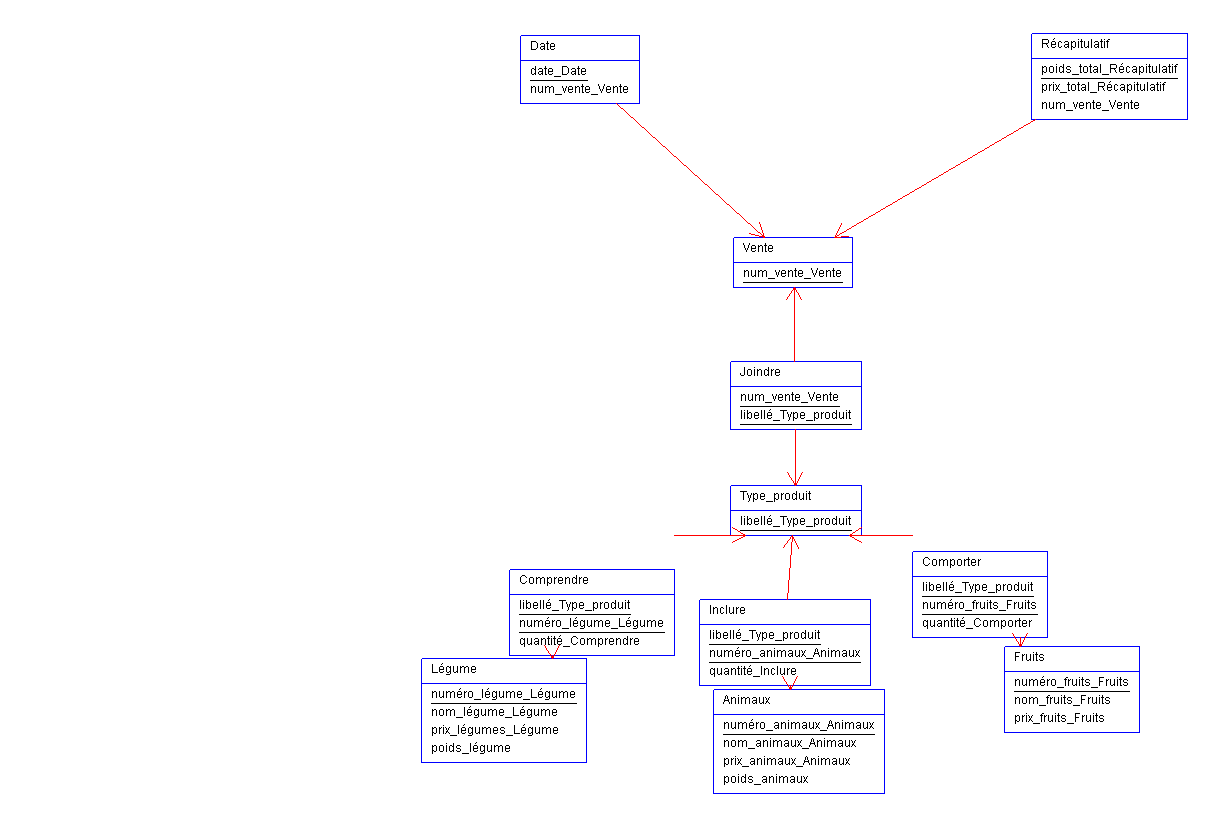 Date
date_Date
num_vente_Vente
Récapitulatif
poids_total_Récapitulatif
prix_total_Récapitulatif
num_vente_Vente
Vente
num_vente_Vente
Joindre
num_vente_Vente
libellé_Type_produit
Type_produit
libellé_Type_produit
Comprendre
libellé_Type_produit
numéro_légume_Légume
quantité_Comprendre
Inclure
libellé_Type_produit
numéro_animaux_Animaux
quantité_Inclure
Comporter
libellé_Type_produit
numéro_fruits_Fruits
quantité_Comporter
Légume
numéro_légume_Légume
nom_légume_Légume
prix_légumes_Légume
poids_légume
Animaux
numéro_animaux_Animaux
nom_animaux_Animaux
prix_animaux_Animaux
poids_animaux
Fruits
numéro_fruits_Fruits
nom_fruits_Fruits
prix_fruits_Fruits